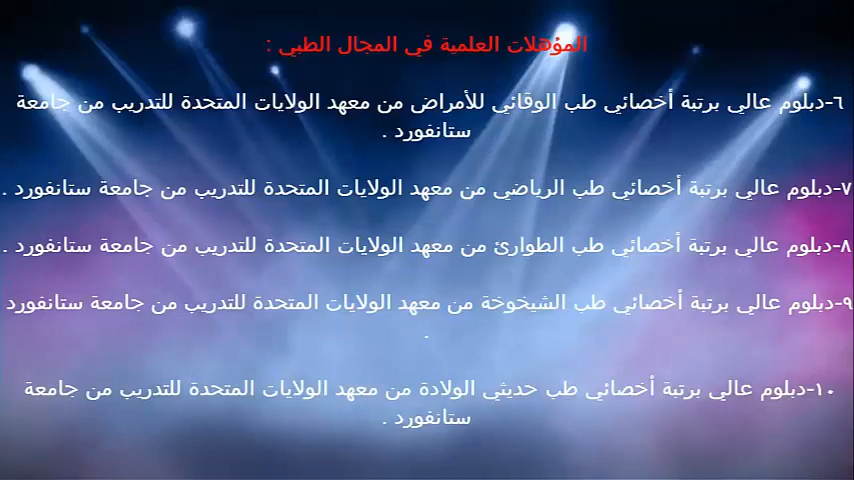 المؤهلات العلمية في المجال الطبي :
٦-دبلوم عالي برتبة أخصائي طب الوقائي للأمراض من معهد الولايات المتحدة للتدريب من جامعة
ستانفورد .
٧-دبلوم عالي برتبة أخصائي طب الرياضي من معهد الولايات المتحدة للتدريب من جامعة ستانفورد .
٨-دبلوم عالي برتبة أخصائي طب الطوارئ من معهد الولايات المتحدة للتدريب من جامعة ستانفورد .
٩-دبلوم عالي برتبة أخصائي طب الشيخوخة من معهد الولايات المتحدة للتدريب من جامعة ستانفورد
.
١٠-دبلوم عالي برتبة أخصائي طب حديثي الولادة من معهد الولايات المتحدة للتدريب من جامعة
ستانفورد .